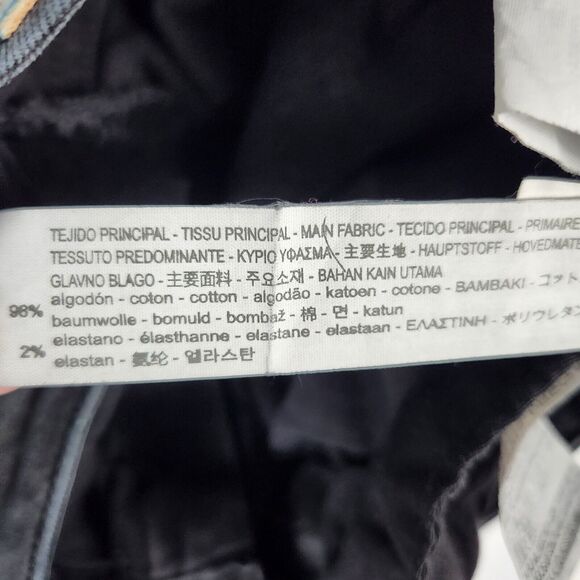 TEJIDO PRINCIPAL - TISSU PRINCIPAL - MAIN FABRIC - TECIDO PRINCIPAL - PRIMAIRE
TESSUTO PREDOMINANTE - ΚΥΡΙΟ ΥΦΑΣΜΑ - 主要生地 - HAUPTSTOFF - HOVEDMATE
GLAVNO BLAGO - 主要面料 - 주요소재 - BAHAN KAIN UTAMA
algodón - coton - cotton - algodão - katoen - cotone - ΒΑΜΒΑΚΙ - コット
98% baumwolle - bomuld - bombaž - 棉 - 면 - katun
elastano - élasthanne - elastane - elastaan - ΕΛΑΣΤΙΝΗ - ポリウレタン
2% elastan - 氨纶 - 엘라스탄